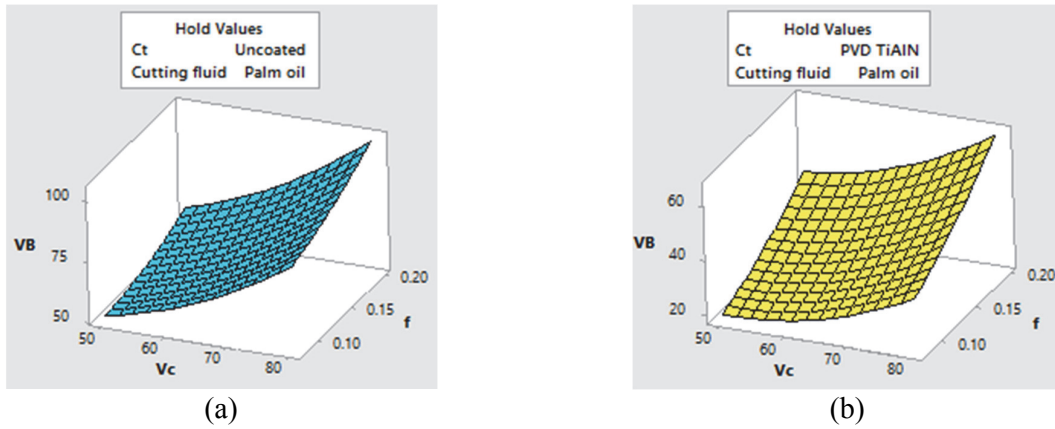 Hold Values
Ct Uncoated
Cutting fluid Palm oil
100
VB
75
50
50
60
70
80
Vc
0.10
0.15
0.20
f
(a)
Hold Values
Ct PVD TiAlN
Cutting fluid Palm oil
60
VB
40
20
50
60
70
80
Vc
0.10
0.15
0.20
f
(b)